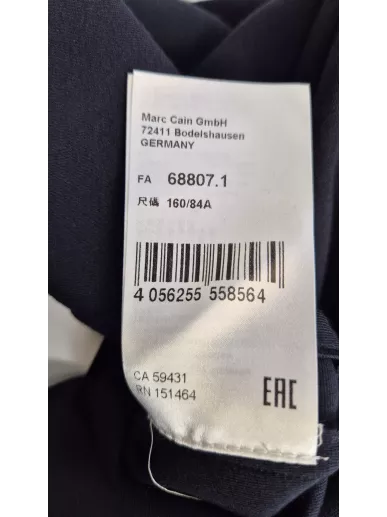 Marc Cain GmbH
72411 Bodelshausen
GERMANY
FA 68807.1
尺碼 160/84A
4 056255 558564
CA 59431
RN 151464
EAC